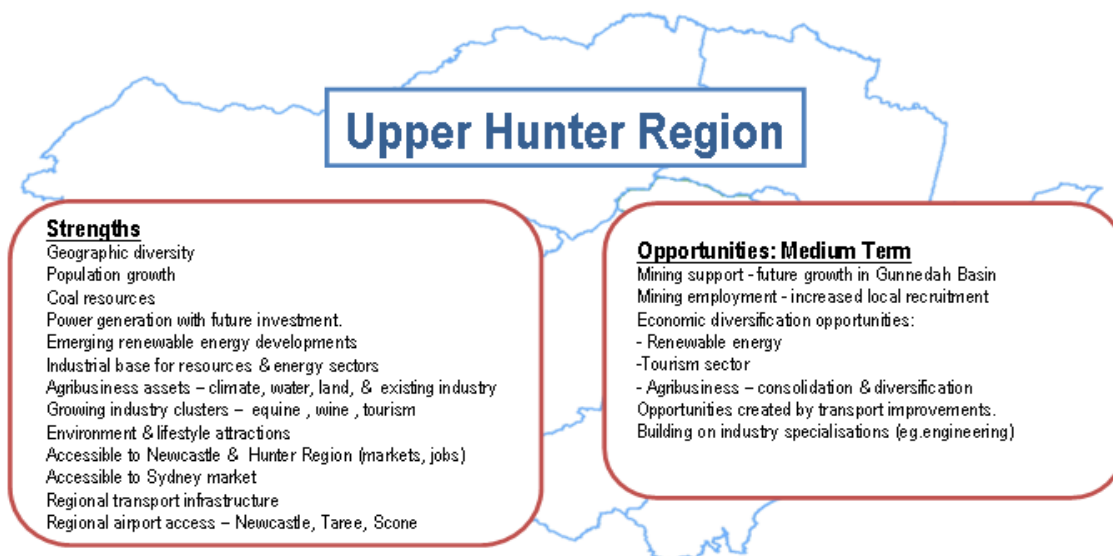 Upper Hunter Region
Strengths
Geographic diversity
Population growth
Coal resources
Power generation with future investment.
Emerging renewable energy developments
Industrial base for resources & energy sectors
Agribusiness assets – climate, water, land, & existing industry
Growing industry clusters – equine , wine , tourism
Environment & lifestyle attractions
Accessible to Newcastle & Hunter Region (markets, jobs)
Accessible to Sydney market
Regional transport infrastructure
Regional airport access – Newcastle, Taree, Scone
Opportunities: Medium Term
Mining support - future growth in Gunnedah Basin
Mining employment - increased local recruitment
Economic diversification opportunities:
- Renewable energy
-Tourism sector
- Agribusiness – consolidation & diversification
Opportunities created by transport improvements.
Building on industry specialisations (eg.engineering)